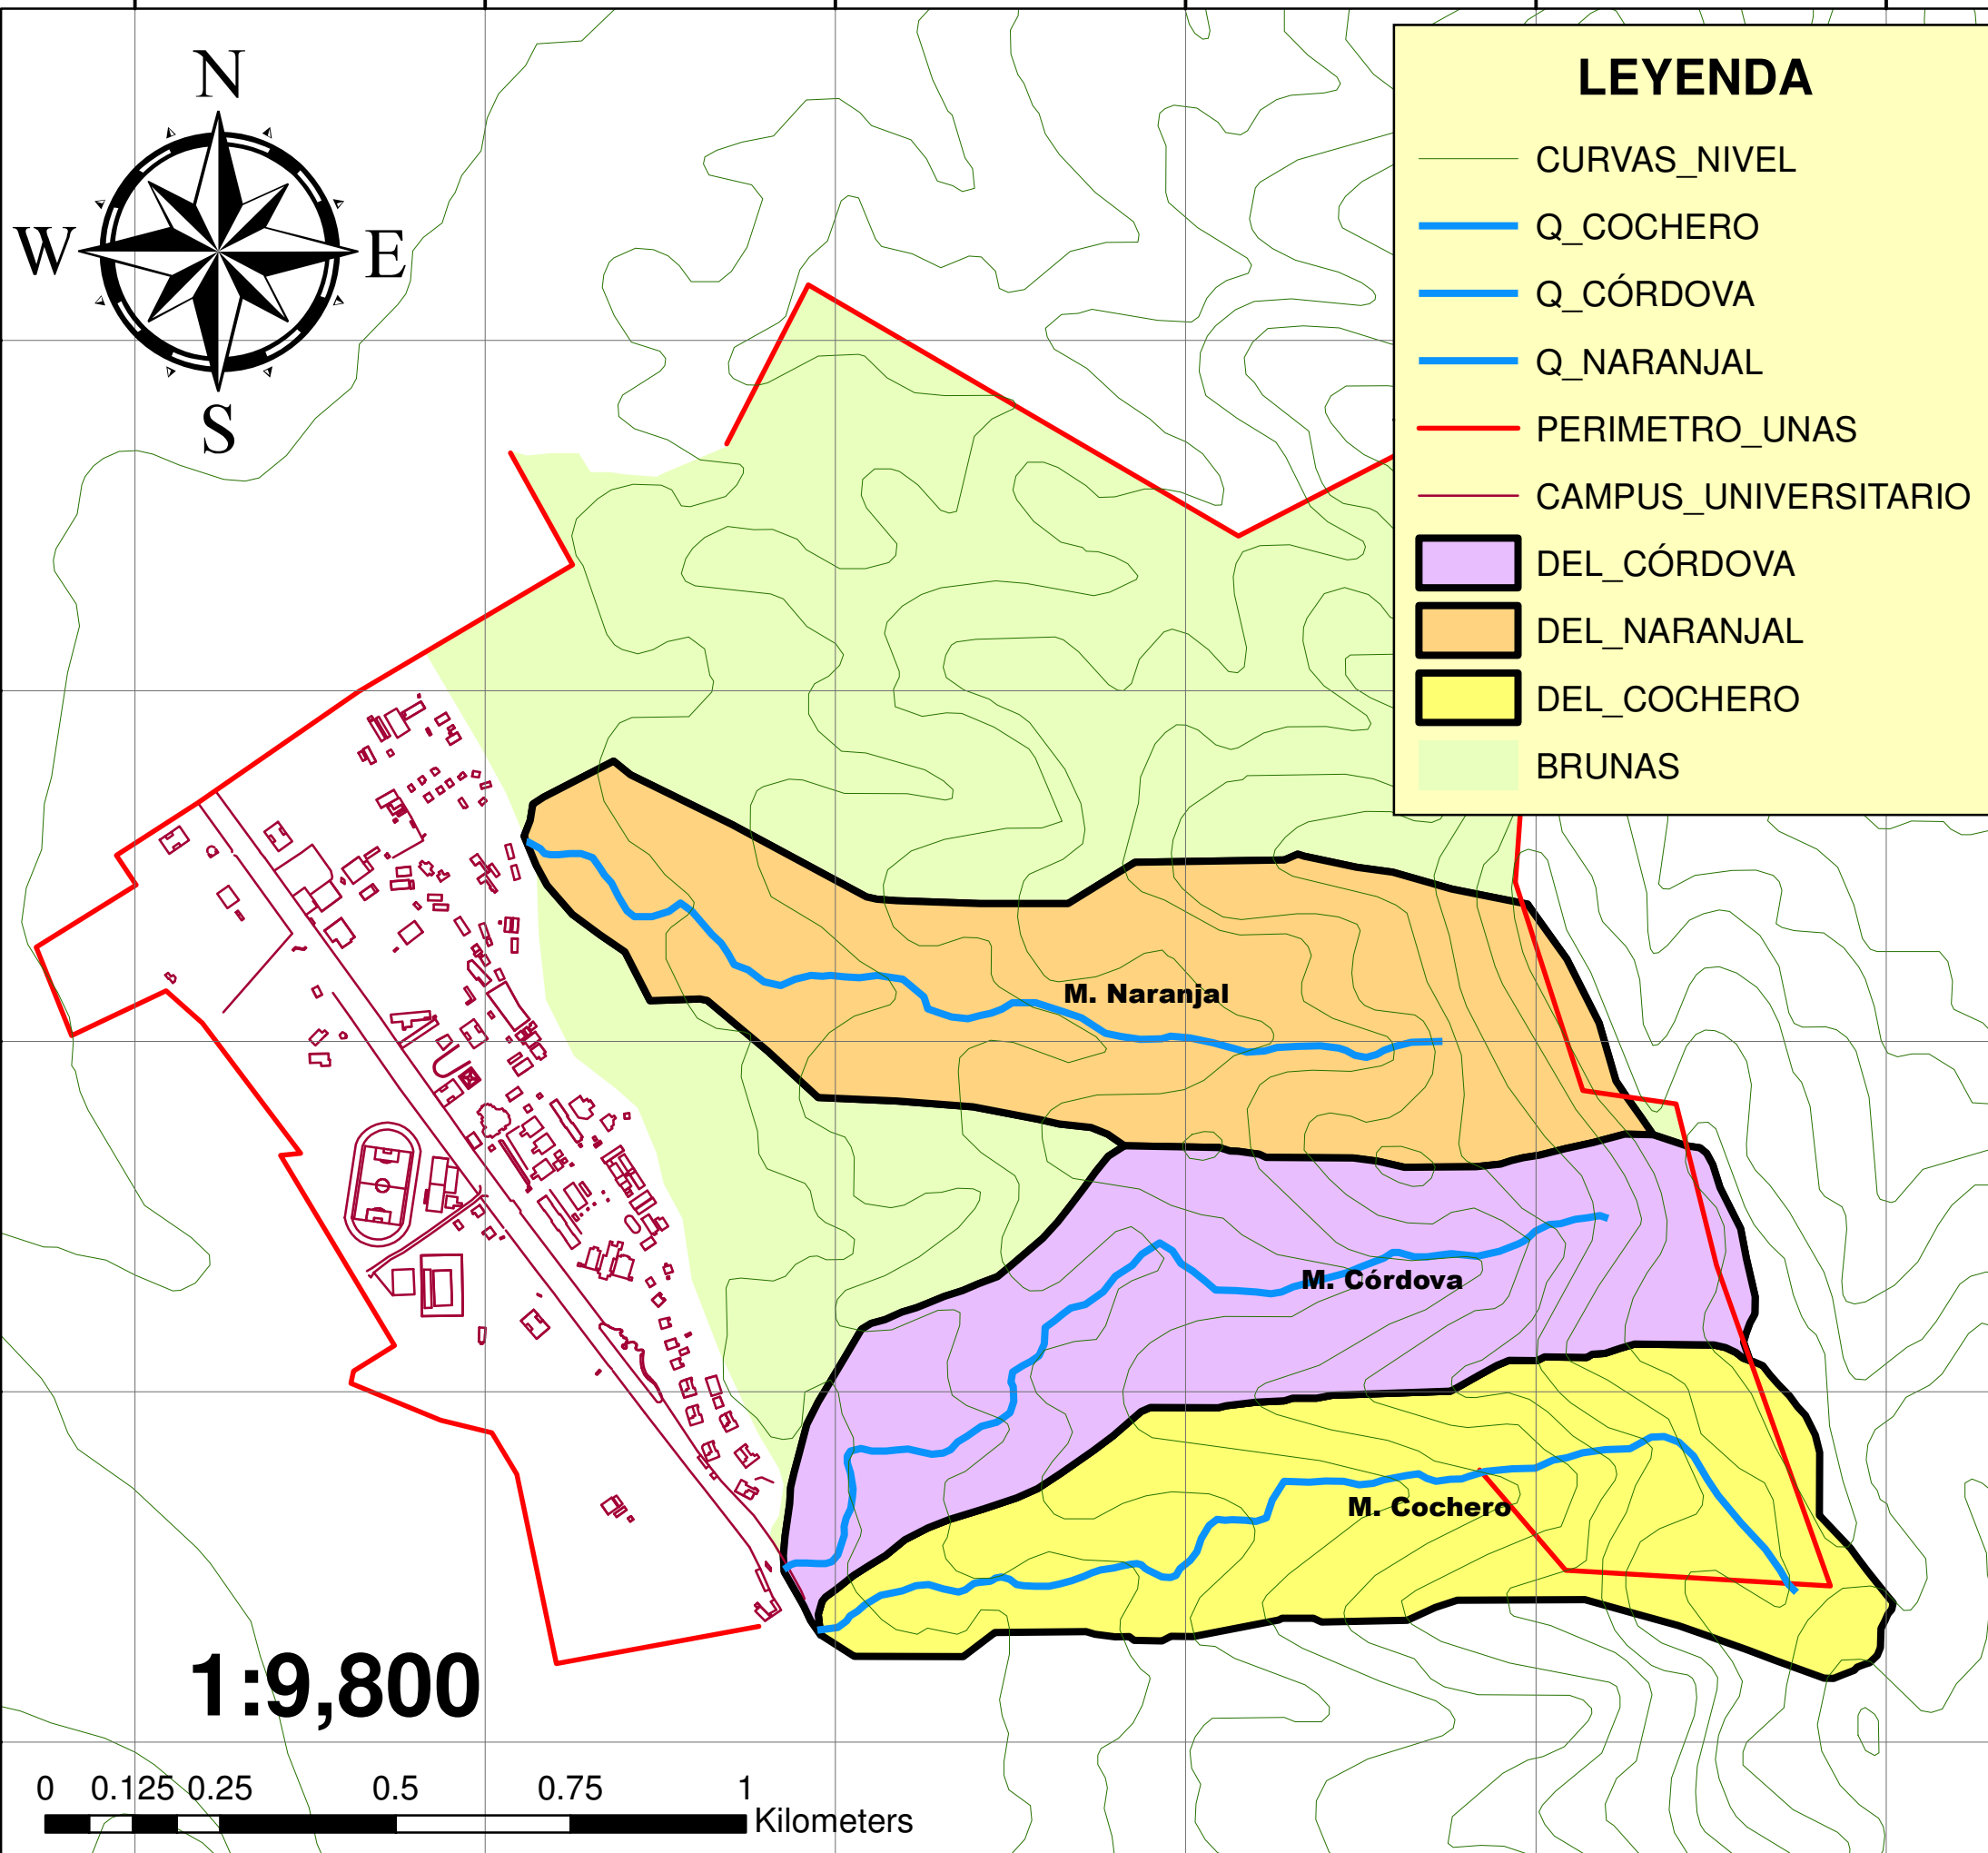 N
W E
S
LEYENDA
CURVAS_NIVEL
Q_COCHERO
Q_CÓRDOVA
Q_NARANJAL
PERIMETRO_UNAS
CAMPUS_UNIVERSITARIO
DEL_CÓRDOVA
DEL_NARANJAL
DEL_COCHERO
BRUNAS
M. Naranjal
M. Córdova
M. Cochero
1:9,800
0 0.125 0.25 0.5 0.75 1
Kilometers